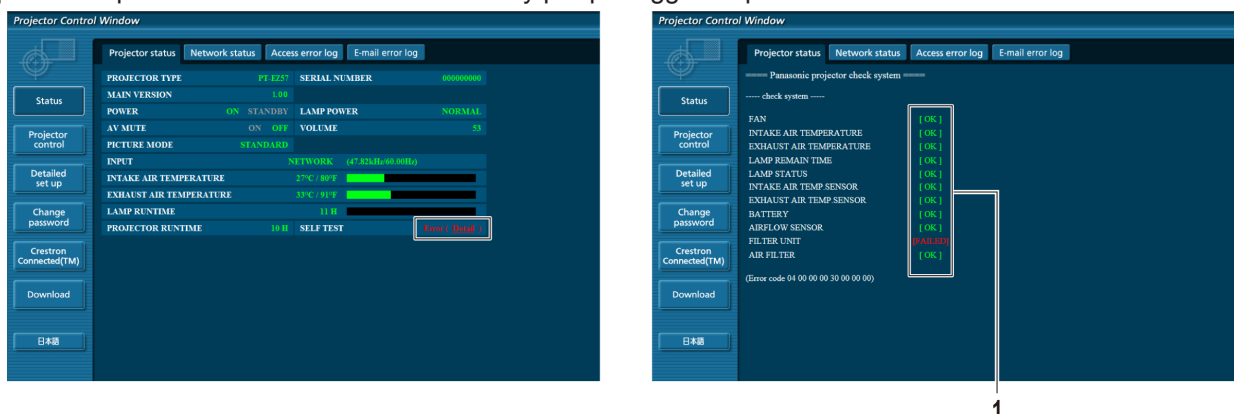 Projector Control Window
Projector status Network status Access error log E-mail error log
PROJECTOR TYPE PT-EZ57 SERIAL NUMBER 000000000
MAIN VERSION 1.00
POWER ON STANDBY LAMP POWER NORMAL
AV MUTE ON OFF VOLUME 53
PICTURE MODE STANDARD
INPUT NETWORK (47.82kHz/60.00Hz)
INTAKE AIR TEMPERATURE 27°C / 80°F
EXHAUST AIR TEMPERATURE 33°C / 91°F
LAMP RUNTIME 11 H
PROJECTOR RUNTIME 10 H SELF TEST Error ( Detail )
Status
Projector
control
Detailed
set up
Change
password
Crestron
Connected(TM)
Download
日本語
Projector Control Window
Projector status Network status Access error log E-mail error log
==== Panasonic projector check system ====
----- check system -----
FAN [ OK ]
INTAKE AIR TEMPERATURE [ OK ]
EXHAUST AIR TEMPERATURE [ OK ]
LAMP REMAIN TIME [ OK ]
LAMP STATUS [ OK ]
INTAKE AIR TEMP.SENSOR [ OK ]
EXHAUST AIR TEMP.SENSOR [ OK ]
BATTERY [ OK ]
AIRFLOW SENSOR [ OK ]
FILTER UNIT [FAILED]
AIR FILTER [ OK ]
(Error code 04 00 00 00 30 00 00 00)
Status
Projector
control
Detailed
set up
Change
password
Crestron
Connected(TM)
Download
日本語
1